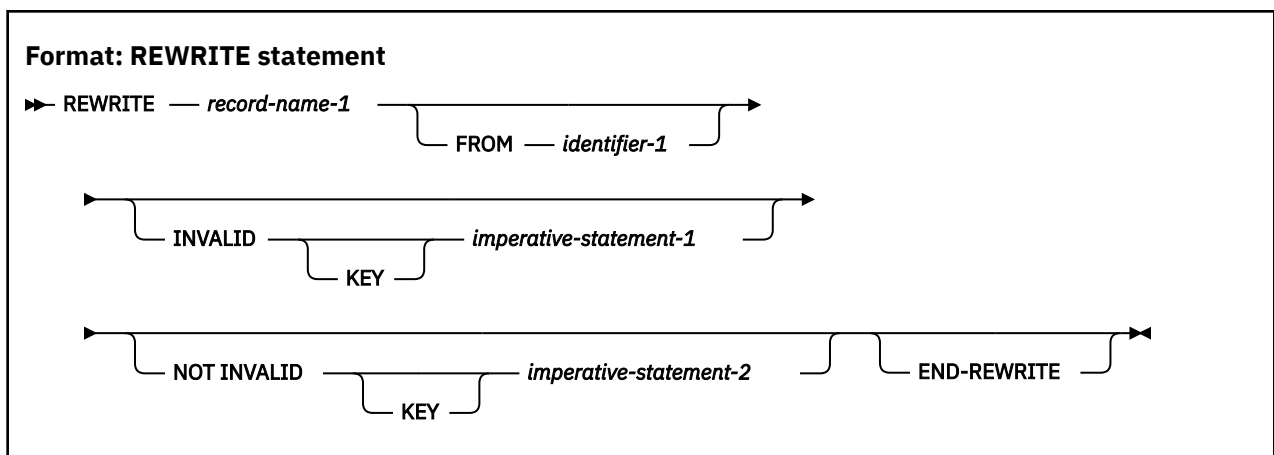 Format: REWRITE statement
REWRITE record-name-1
FROM identifier-1
INVALID imperative-statement-1
KEY
NOT INVALID imperative-statement-2
END-REWRITE
KEY